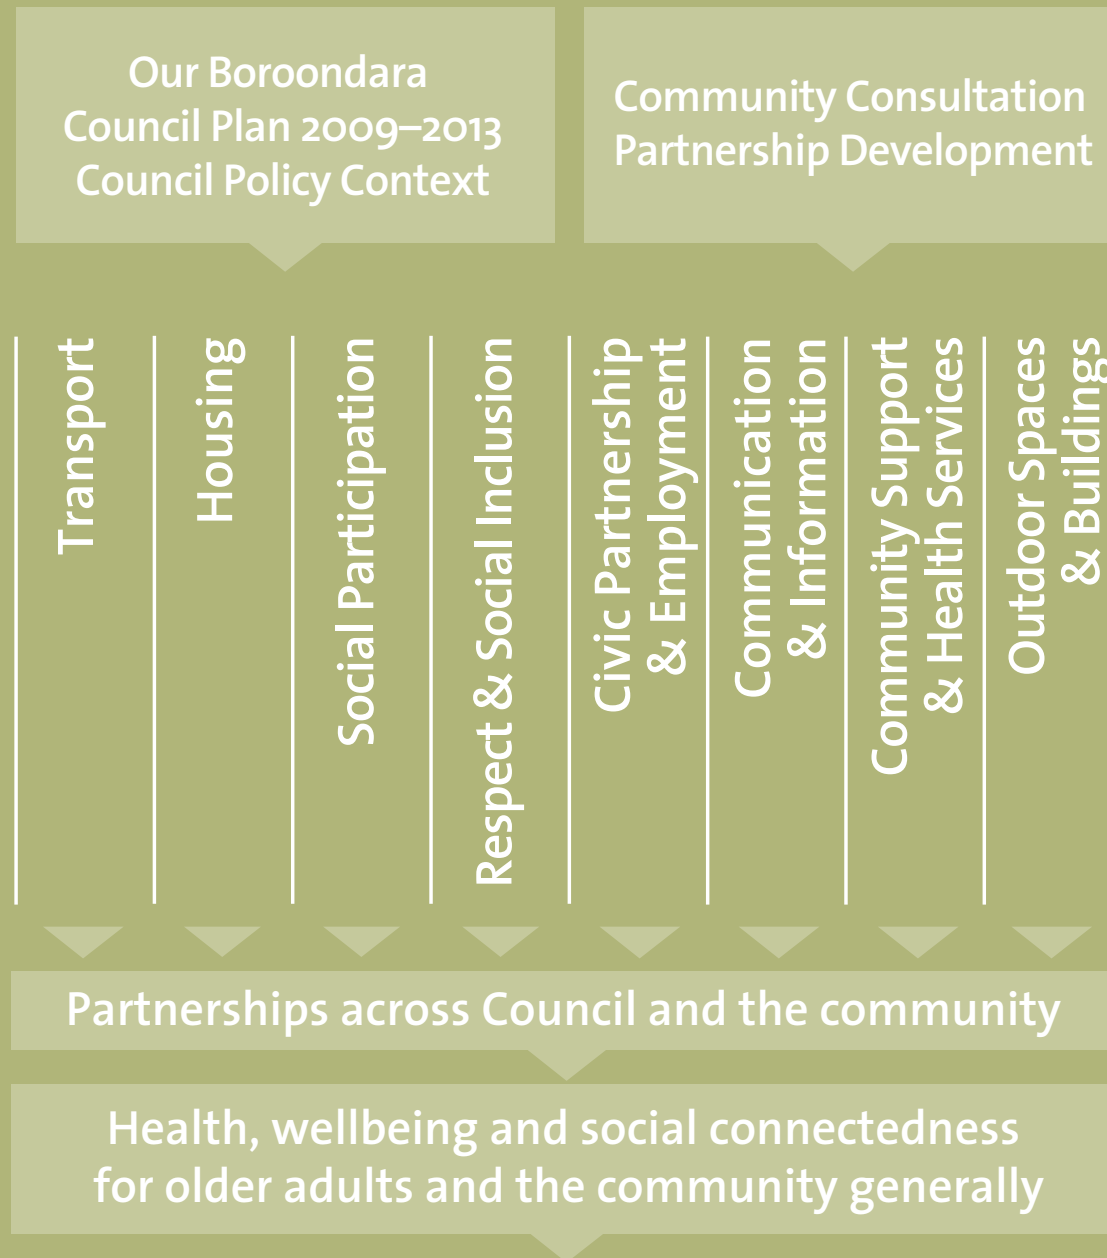 Our Boroondara
Council Plan 2009–2013
Council Policy Context
Community Consultation
Partnership Development
Transport
Housing
Social Participation
Respect & Social Inclusion
Civic Partnership
& Employment
Communication
& Information
Community Support
& Health Services
Outdoor Spaces
& Buildings
Partnerships across Council and the community
Health, wellbeing and social connectedness
for older adults and the community generally